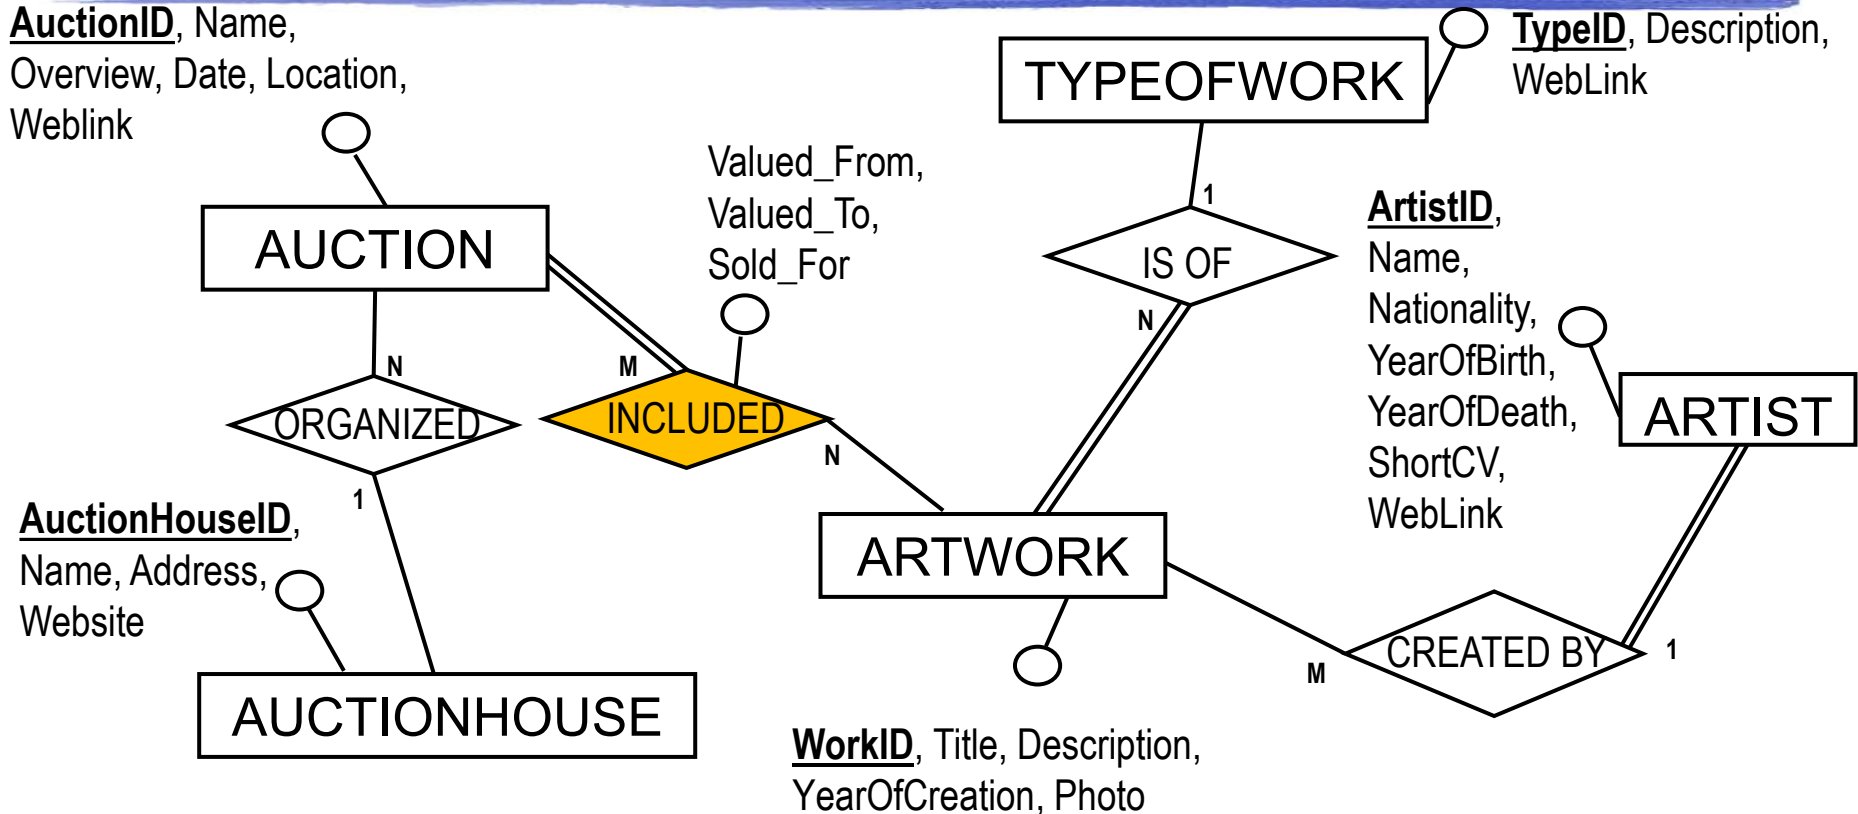 AuctionID, Name,
Overview, Date, Location,
Weblink
AUCTION
Valued_From,
Valued_To,
Sold_For
TYPEOFWORK
TypeID, Description,
WebLink
1
IS OF
N
ArtistID,
Name,
Nationality,
YearOfBirth,
YearOfDeath,
ShortCV,
WebLink
ARTIST
N
ORGANIZED
1
M
INCLUDED
N
AuctionHouseID,
Name, Address,
Website
AUCTIONHOUSE
ARTWORK
M
CREATED BY
1
WorkID, Title, Description,
YearOfCreation, Photo